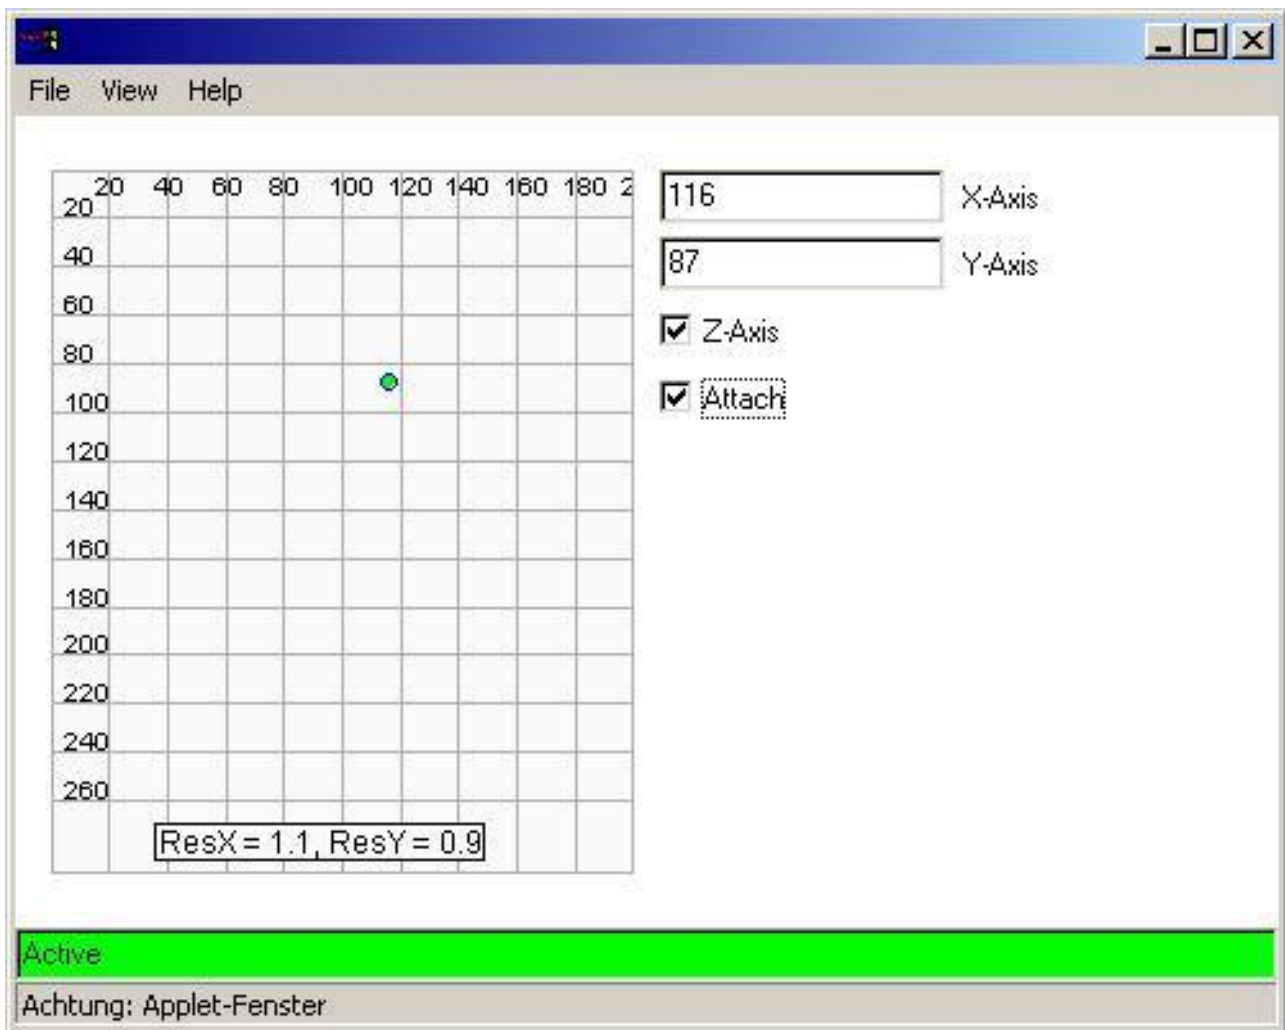 File View Help
20 40 60 80 100 120 140 160 180 2
20
40
60
80
100
120
140
160
180
200
220
240
260
ResX = 1.1, ResY = 0.9
116 X-Axis
87 Y-Axis
Z-Axis
Attach
Active
Achtung: Applet-Fenster